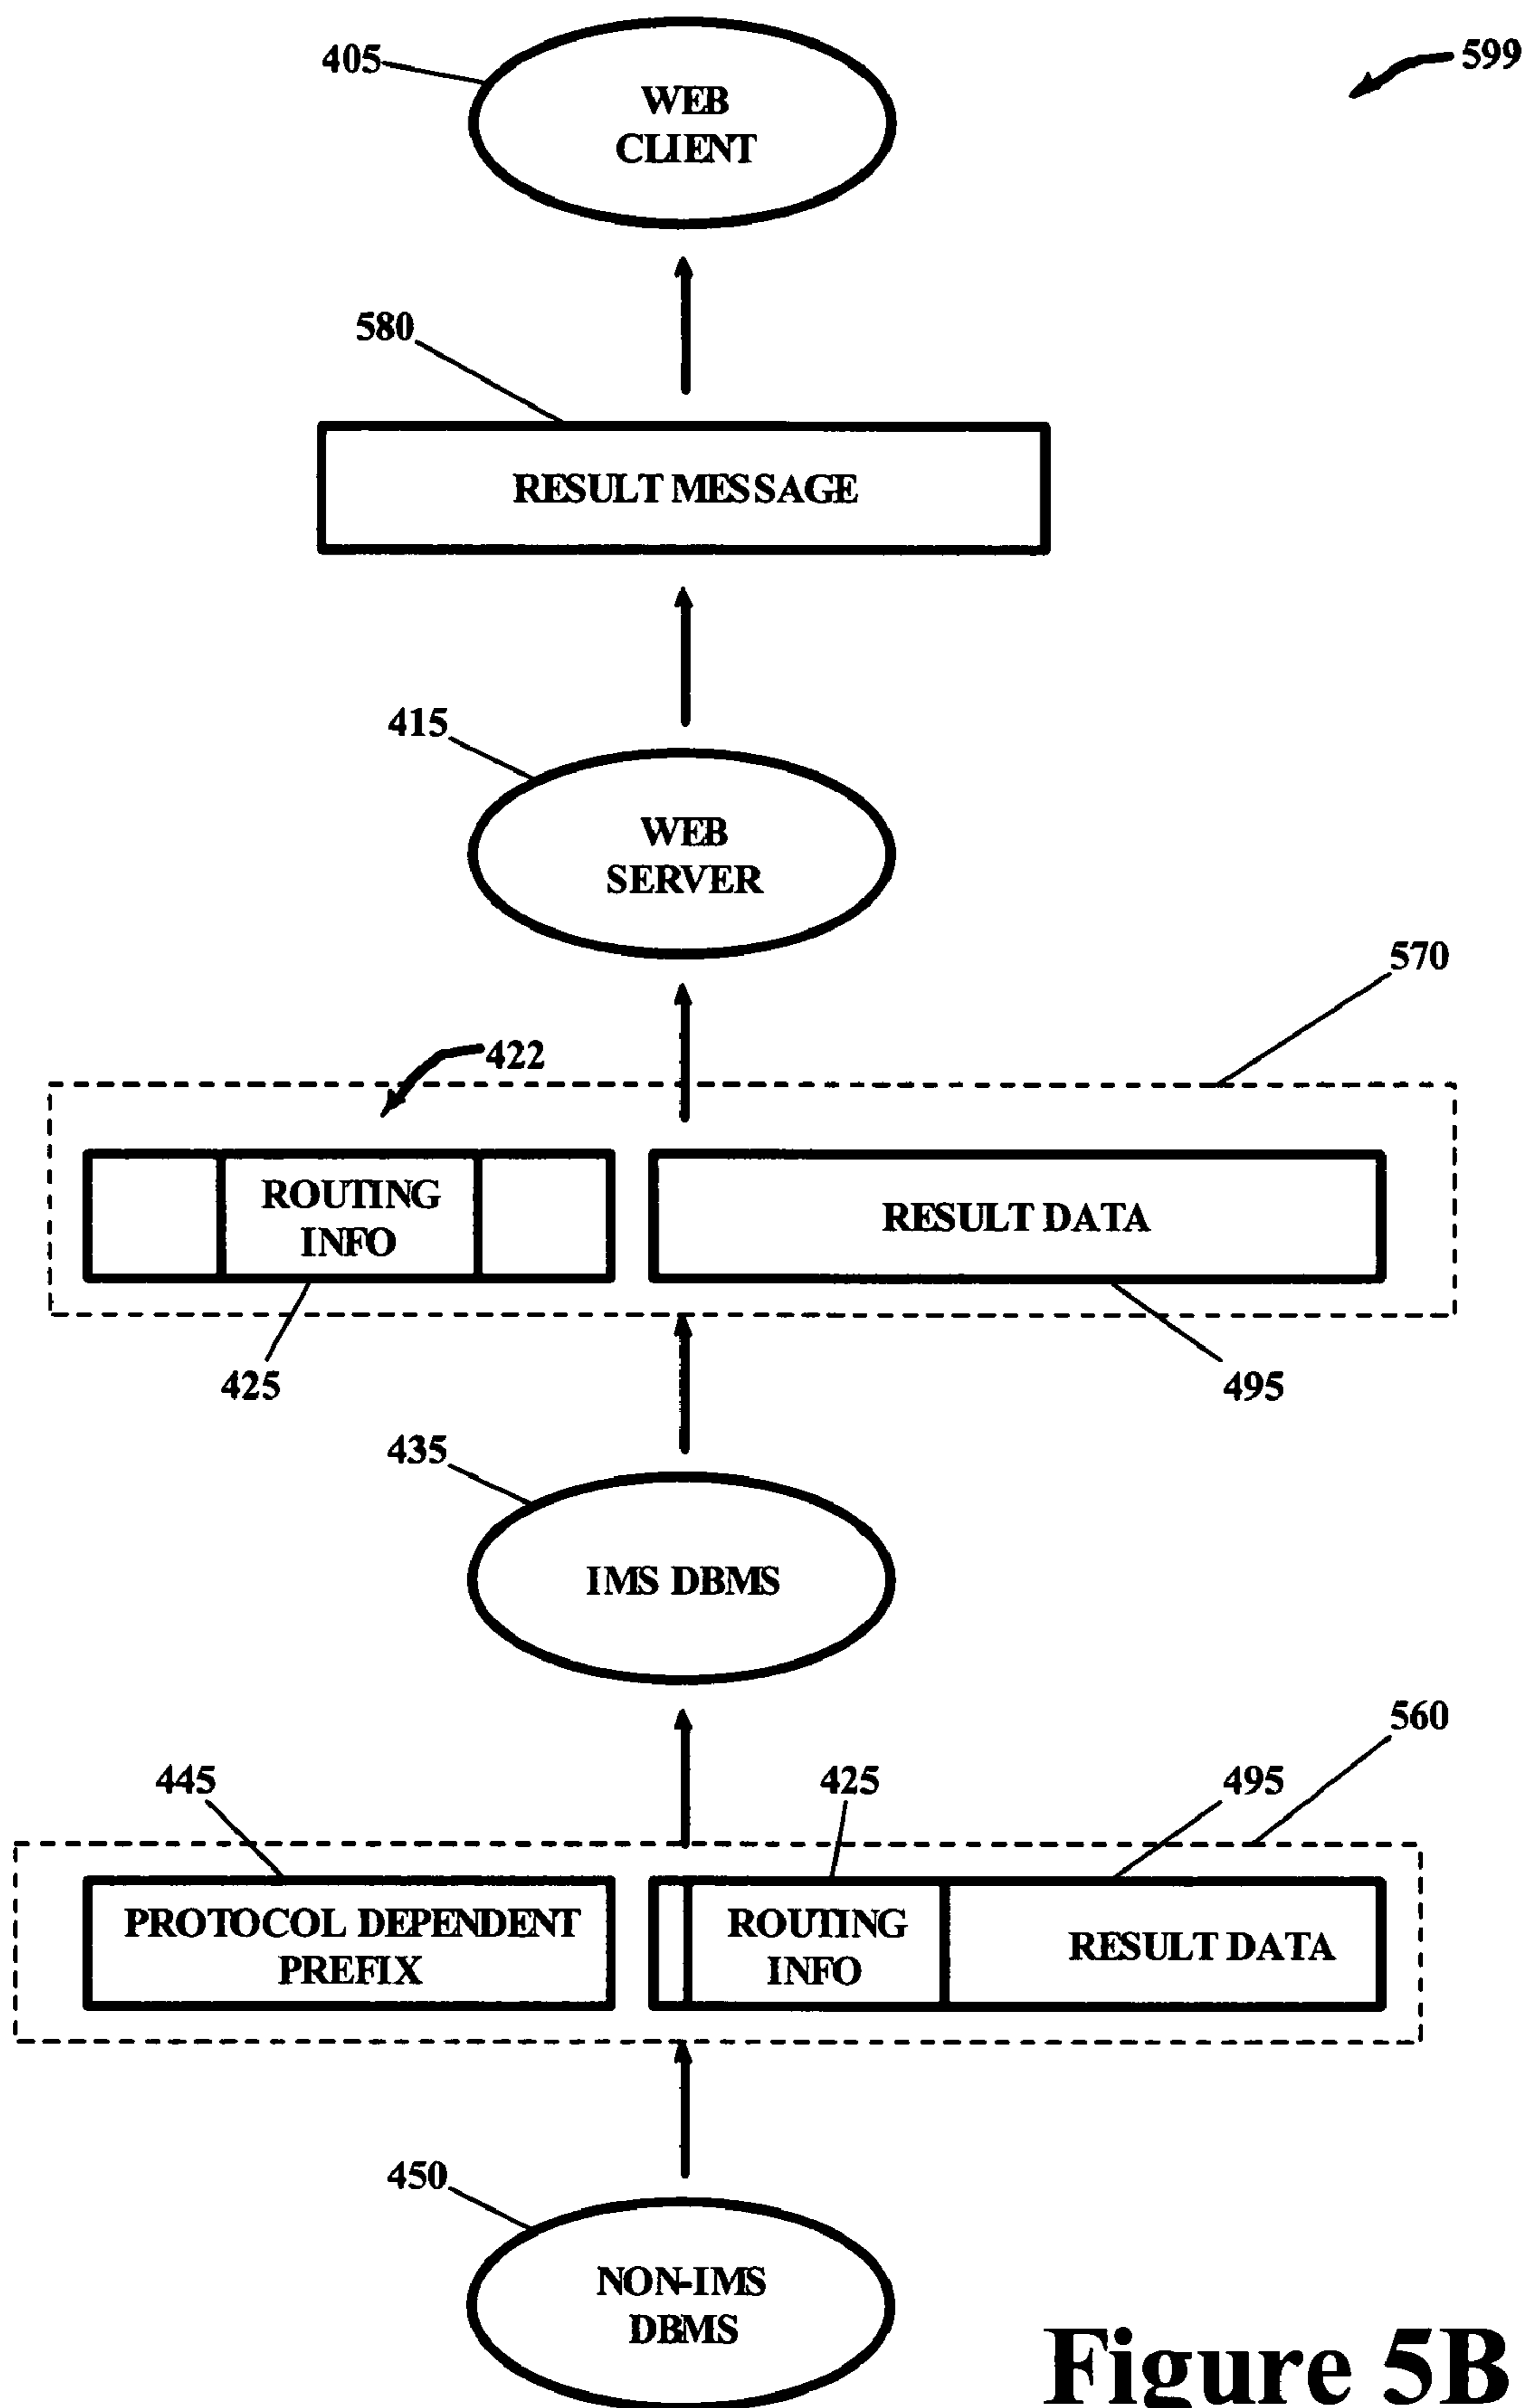 405
599
WEB
CLIENT
580
RESULT MESSAGE
415
WEB
SERVER
570
422
ROUTING
INFO
RESULT DATA
425
495
435
IMS DBMS
560
445
425
495
PROTOCOL DEPENDENT
PREFIX
ROUTING
INFO
RESULT DATA
450
NON-IMS
DBMS
Figure 5B